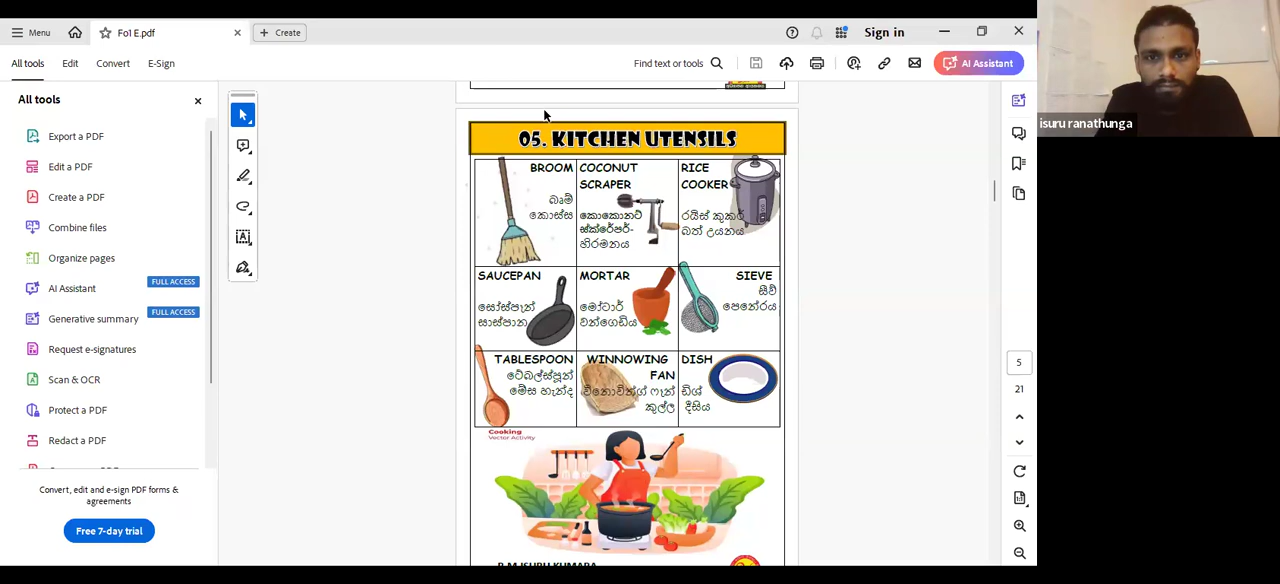 Menu
Fo1 E.pdf
Create
Sign in
All tools
Edit
Convert
E-Sign
Find text or tools
AI Assistant
All tools
Export a PDF
Edit a PDF
Create a PDF
Combine files
Organize pages
AI Assistant
FULL ACCESS
Generative summary
FULL ACCESS
Request e-signatures
Scan & OCR
Protect a PDF
Redact a PDF
Convert, edit and e-sign PDF forms &
agreements
Free 7-day trial
05. KITCHEN UTENSILS
BROOM
බෘම්
කොස්ස
COCONUT
SCRAPER
කොකොනට්
ස්ක්රේපර්-
හිරමනය
RICE
COOKER
රයිස් කුකර්
බත් උයනය
SAUCEPAN
සෝස්පෑන්
සාස්පාන
MORTAR
මෝටාර්
වන්ගෙඩිය
SIEVE
සීව්
පෙනේරය
TABLESPOON
ටේබල්ස්පූන්
මේස හැන්ද
WINNOWING
FAN
විනොවින්ග් ෆෑන්
කුල්ල
DISH
ඩිශ්
දීසිය
Cooking
Vector Activity
5
21
isuru ranathunga